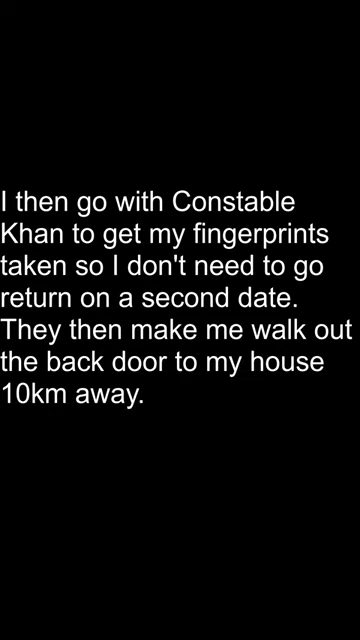 I then go with Constable
Khan to get my fingerprints
taken so I don't need to go
return on a second date.
They then make me walk out
the back door to my house
10km away.